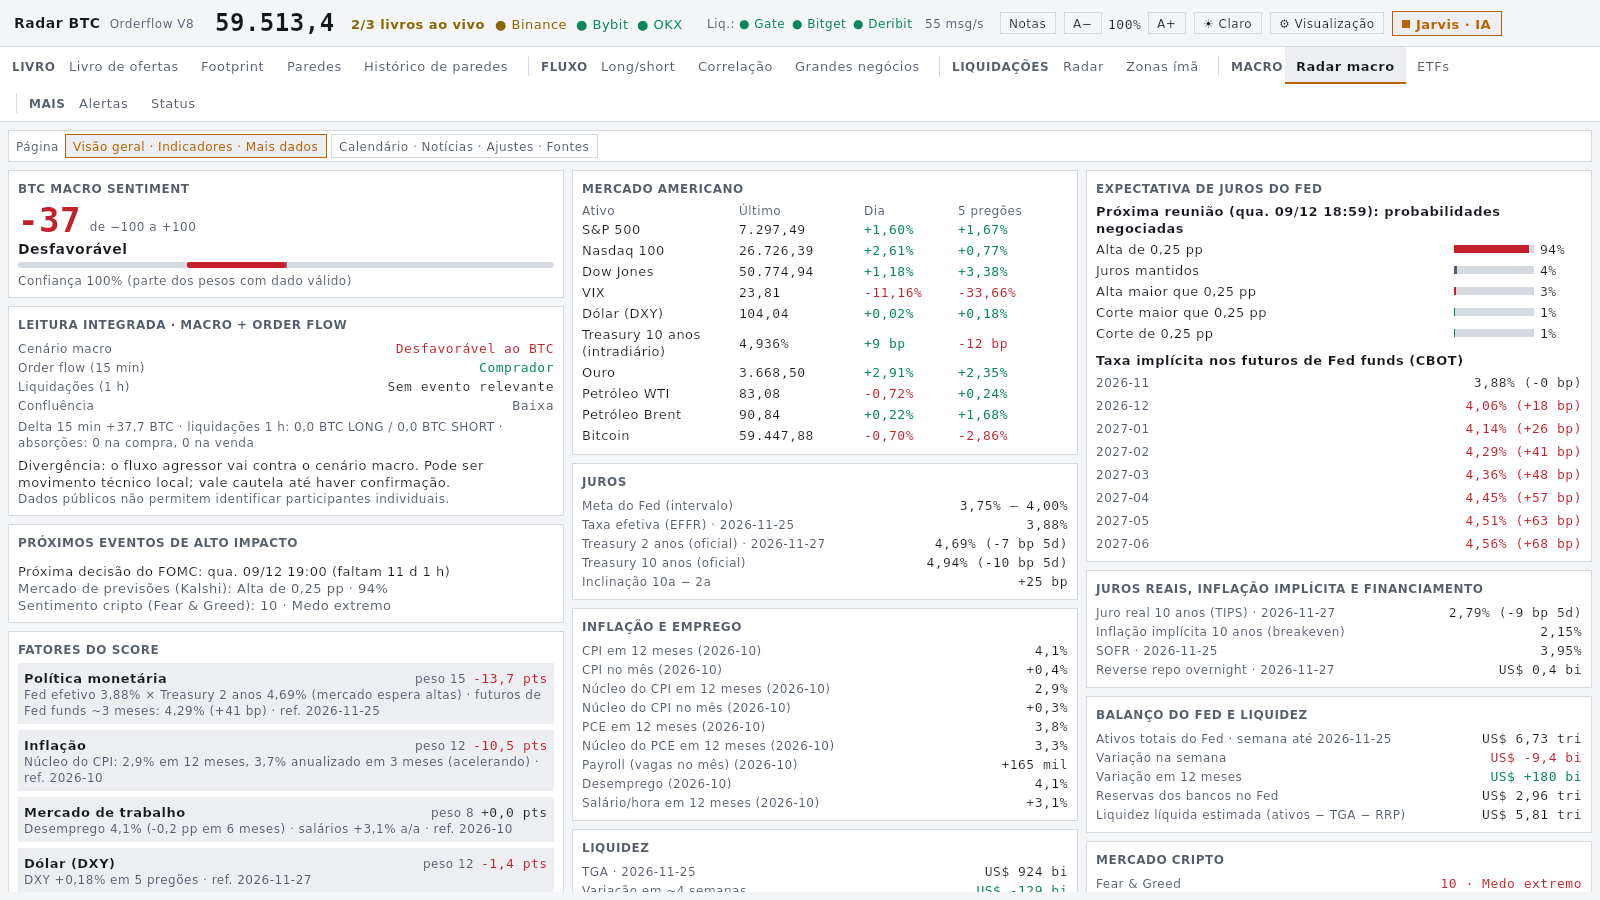 Radar BTC Orderflow V8 59.513,4 2/3 livros ao vivo ● Binance ● Bybit ● OKX Liq.: ● Gate ● Bitget ● Deribit 55 msg/s Notas A− 100% A+ ☀ Claro ⚙ Visualização ■ Jarvis · IA
LIVRO Livro de ofertas Footprint Paredes Histórico de paredes FLUXO Long/short Correlação Grandes negócios LIQUIDAÇÕES Radar Zonas ímã MACRO Radar macro ETFs
MAIS Alertas Status
Página Visão geral · Indicadores · Mais dados Calendário · Notícias · Ajustes · Fontes
BTC MACRO SENTIMENT
-37 de −100 a +100
Desfavorável
Confiança 100% (parte dos pesos com dado válido)
LEITURA INTEGRADA · MACRO + ORDER FLOW
Cenário macro Desfavorável ao BTC
Order flow (15 min) Comprador
Liquidações (1 h) Sem evento relevante
Confluência Baixa
Delta 15 min +37,7 BTC · liquidações 1 h: 0,0 BTC LONG / 0,0 BTC SHORT ·
absorções: 0 na compra, 0 na venda
Divergência: o fluxo agressor vai contra o cenário macro. Pode ser
movimento técnico local; vale cautela até haver confirmação.
Dados públicos não permitem identificar participantes individuais.
PRÓXIMOS EVENTOS DE ALTO IMPACTO
Próxima decisão do FOMC: qua. 09/12 19:00 (faltam 11 d 1 h)
Mercado de previsões (Kalshi): Alta de 0,25 pp · 94%
Sentimento cripto (Fear & Greed): 10 · Medo extremo
FATORES DO SCORE
Política monetária peso 15 -13,7 pts
Fed efetivo 3,88% × Treasury 2 anos 4,69% (mercado espera altas) · futuros de
Fed funds ~3 meses: 4,29% (+41 bp) · ref. 2026-11-25
Inflação peso 12 -10,5 pts
Núcleo do CPI: 2,9% em 12 meses, 3,7% anualizado em 3 meses (acelerando) ·
ref. 2026-10
Mercado de trabalho peso 8 +0,0 pts
Desemprego 4,1% (-0,2 pp em 6 meses) · salários +3,1% a/a · ref. 2026-10
Dólar (DXY) peso 12 -1,4 pts
DXY +0,18% em 5 pregões · ref. 2026-11-27
MERCADO AMERICANO
Ativo Último Dia 5 pregões
S&P 500 7.297,49 +1,60% +1,67%
Nasdaq 100 26.726,39 +2,61% +0,77%
Dow Jones 50.774,94 +1,18% +3,38%
VIX 23,81 -11,16% -33,66%
Dólar (DXY) 104,04 +0,02% +0,18%
Treasury 10 anos
(intradiário) 4,936% +9 bp -12 bp
Ouro 3.668,50 +2,91% +2,35%
Petróleo WTI 83,08 -0,72% +0,24%
Petróleo Brent 90,84 +0,22% +1,68%
Bitcoin 59.447,88 -0,70% -2,86%
JUROS
Meta do Fed (intervalo) 3,75% – 4,00%
Taxa efetiva (EFFR) · 2026-11-25 3,88%
Treasury 2 anos (oficial) · 2026-11-27 4,69% (-7 bp 5d)
Treasury 10 anos (oficial) 4,94% (-10 bp 5d)
Inclinação 10a − 2a +25 bp
INFLAÇÃO E EMPREGO
CPI em 12 meses (2026-10) 4,1%
CPI no mês (2026-10) +0,4%
Núcleo do CPI em 12 meses (2026-10) 2,9%
Núcleo do CPI no mês (2026-10) +0,3%
PCE em 12 meses (2026-10) 3,8%
Núcleo do PCE em 12 meses (2026-10) 3,3%
Payroll (vagas no mês) (2026-10) +165 mil
Desemprego (2026-10) 4,1%
Salário/hora em 12 meses (2026-10) +3,1%
LIQUIDEZ
TGA · 2026-11-25 US$ 924 bi
Variação em ~4 semanas US$ -129 bi
EXPECTATIVA DE JUROS DO FED
Próxima reunião (qua. 09/12 18:59): probabilidades
negociadas
Alta de 0,25 pp 94%
Juros mantidos 4%
Alta maior que 0,25 pp 3%
Corte maior que 0,25 pp 1%
Corte de 0,25 pp 1%
Taxa implícita nos futuros de Fed funds (CBOT)
2026-11 3,88% (-0 bp)
2026-12 4,06% (+18 bp)
2027-01 4,14% (+26 bp)
2027-02 4,29% (+41 bp)
2027-03 4,36% (+48 bp)
2027-04 4,45% (+57 bp)
2027-05 4,51% (+63 bp)
2027-06 4,56% (+68 bp)
JUROS REAIS, INFLAÇÃO IMPLÍCITA E FINANCIAMENTO
Juro real 10 anos (TIPS) · 2026-11-27 2,79% (-9 bp 5d)
Inflação implícita 10 anos (breakeven) 2,15%
SOFR · 2026-11-25 3,95%
Reverse repo overnight · 2026-11-27 US$ 0,4 bi
BALANÇO DO FED E LIQUIDEZ
Ativos totais do Fed · semana até 2026-11-25 US$ 6,73 tri
Variação na semana US$ -9,4 bi
Variação em 12 meses US$ +180 bi
Reservas dos bancos no Fed US$ 2,96 tri
Liquidez líquida estimada (ativos − TGA − RRP) US$ 5,81 tri
MERCADO CRIPTO
Fear & Greed 10 · Medo extremo